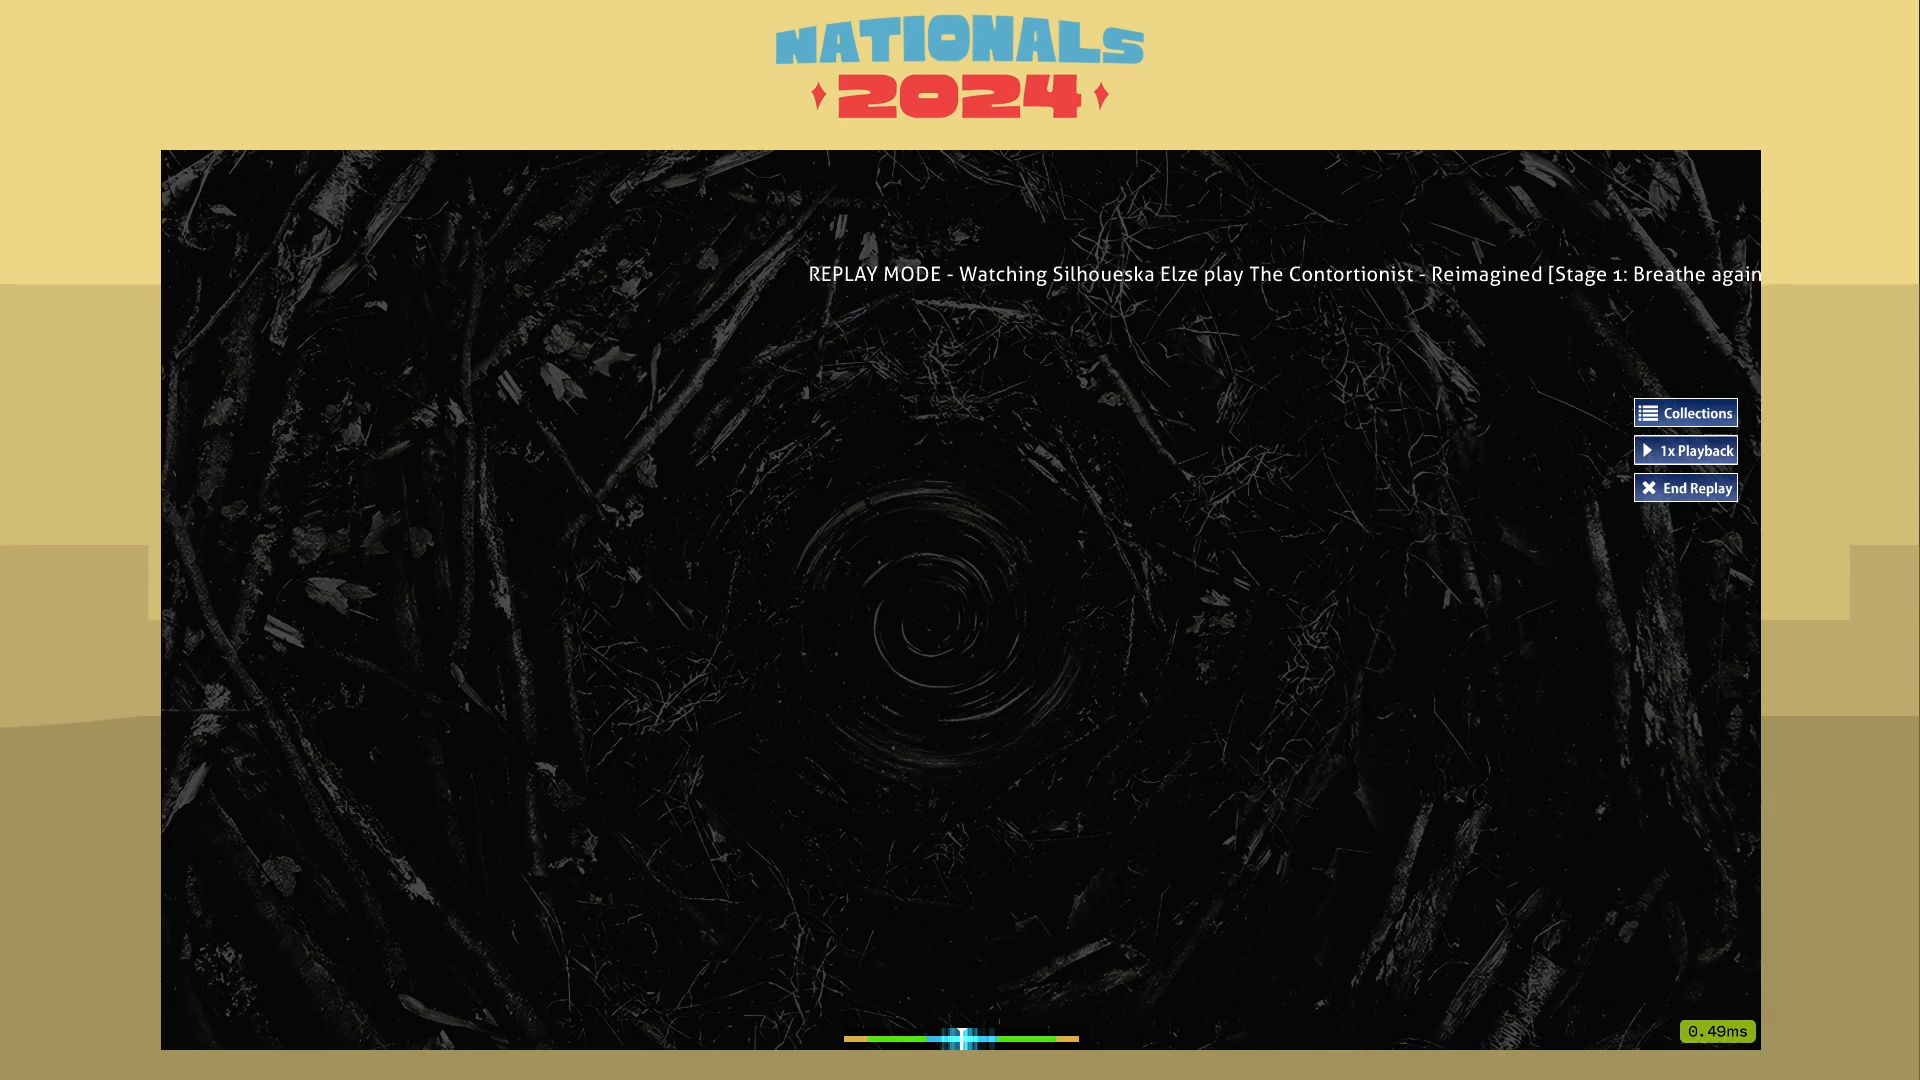 NATIONALS
2024
REPLAY MODE - Watching Silhoueska Elze play The Contortionist - Reimagined [Stage 1: Breathe again
Collections
1x Playback
End Replay
0.49ms